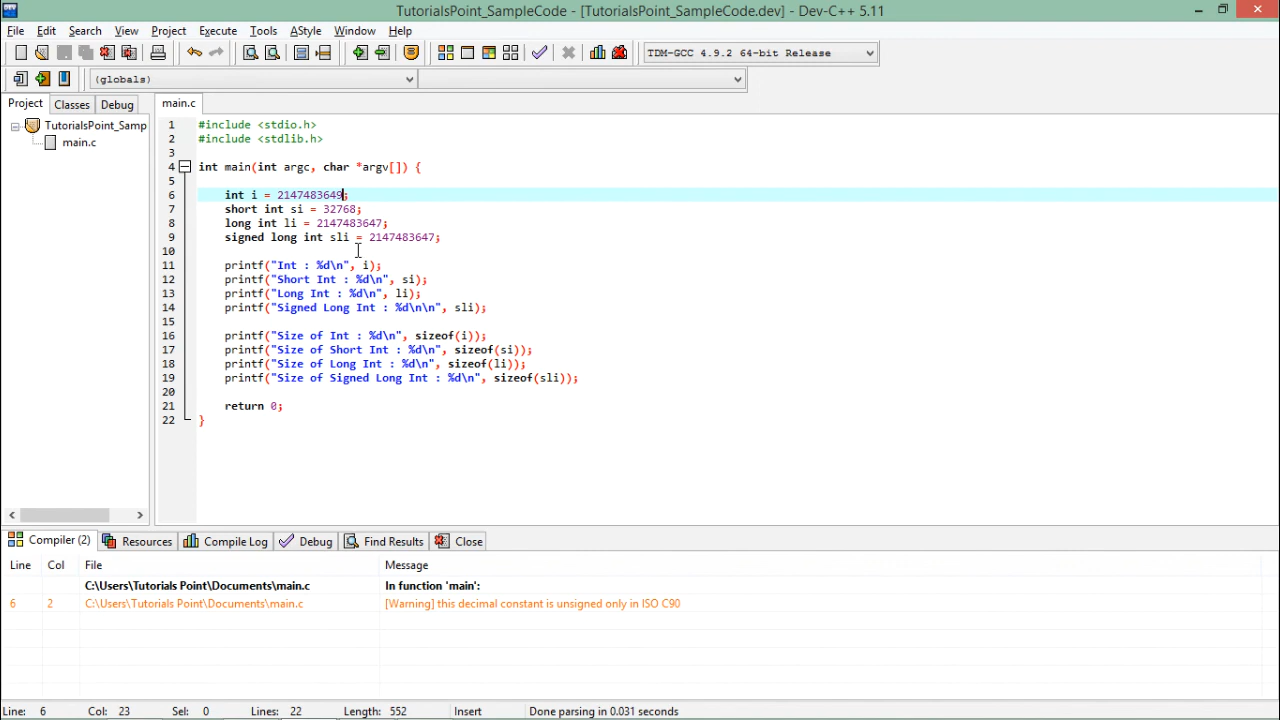 TutorialsPoint_SampleCode - [TutorialsPoint_SampleCode.dev] - Dev-C++ 5.11
File Edit Search View Project Execute Tools AStyle Window Help
TDM-GCC 4.9.2 64-bit Release
(globals)
Project Classes Debug main.c
TutorialsPoint_Samp
main.c
1 #include <stdio.h>
2 #include <stdlib.h>
3
4 int main(int argc, char *argv[]) {
5
6 int i = 2147483649;
7 short int si = 32768;
8 long int li = 2147483647;
9 signed long int sli = 2147483647;
10
11 printf("Int : %d\n", i);
12 printf("Short Int : %d\n", si);
13 printf("Long Int : %d\n", li);
14 printf("Signed Long Int : %d\n\n", sli);
15
16 printf("Size of Int : %d\n", sizeof(i));
17 printf("Size of Short Int : %d\n", sizeof(si));
18 printf("Size of Long Int : %d\n", sizeof(li));
19 printf("Size of Signed Long Int : %d\n", sizeof(sli));
20
21 return 0;
22 }
Compiler (2) Resources Compile Log Debug Find Results Close
Line Col File Message
C:\Users\Tutorials Point\Documents\main.c In function 'main':
6 2 C:\Users\Tutorials Point\Documents\main.c [Warning] this decimal constant is unsigned only in ISO C90
Line: 6 Col: 23 Sel: 0 Lines: 22 Length: 552 Insert Done parsing in 0.031 seconds